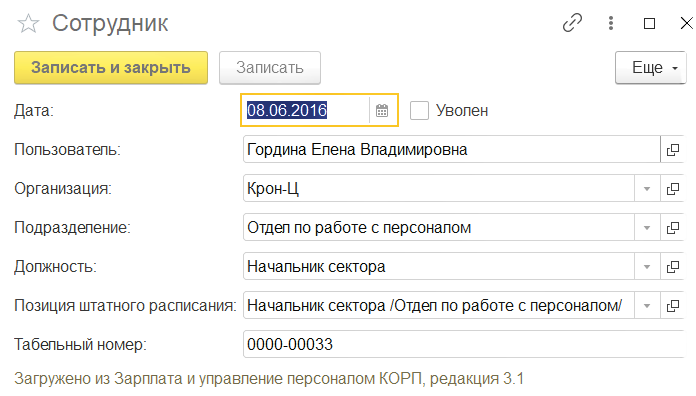 Сотрудник
Записать и закрыть Записать Еще
Дата: 08.06.2016 Уволен
Пользователь: Гордина Елена Владимировна
Организация: Крон-Ц
Подразделение: Отдел по работе с персоналом
Должность: Начальник сектора
Позиция штатного расписания: Начальник сектора /Отдел по работе с персоналом/
Табельный номер: 0000-00033
Загружено из Зарплата и управление персоналом КОРП, редакция 3.1